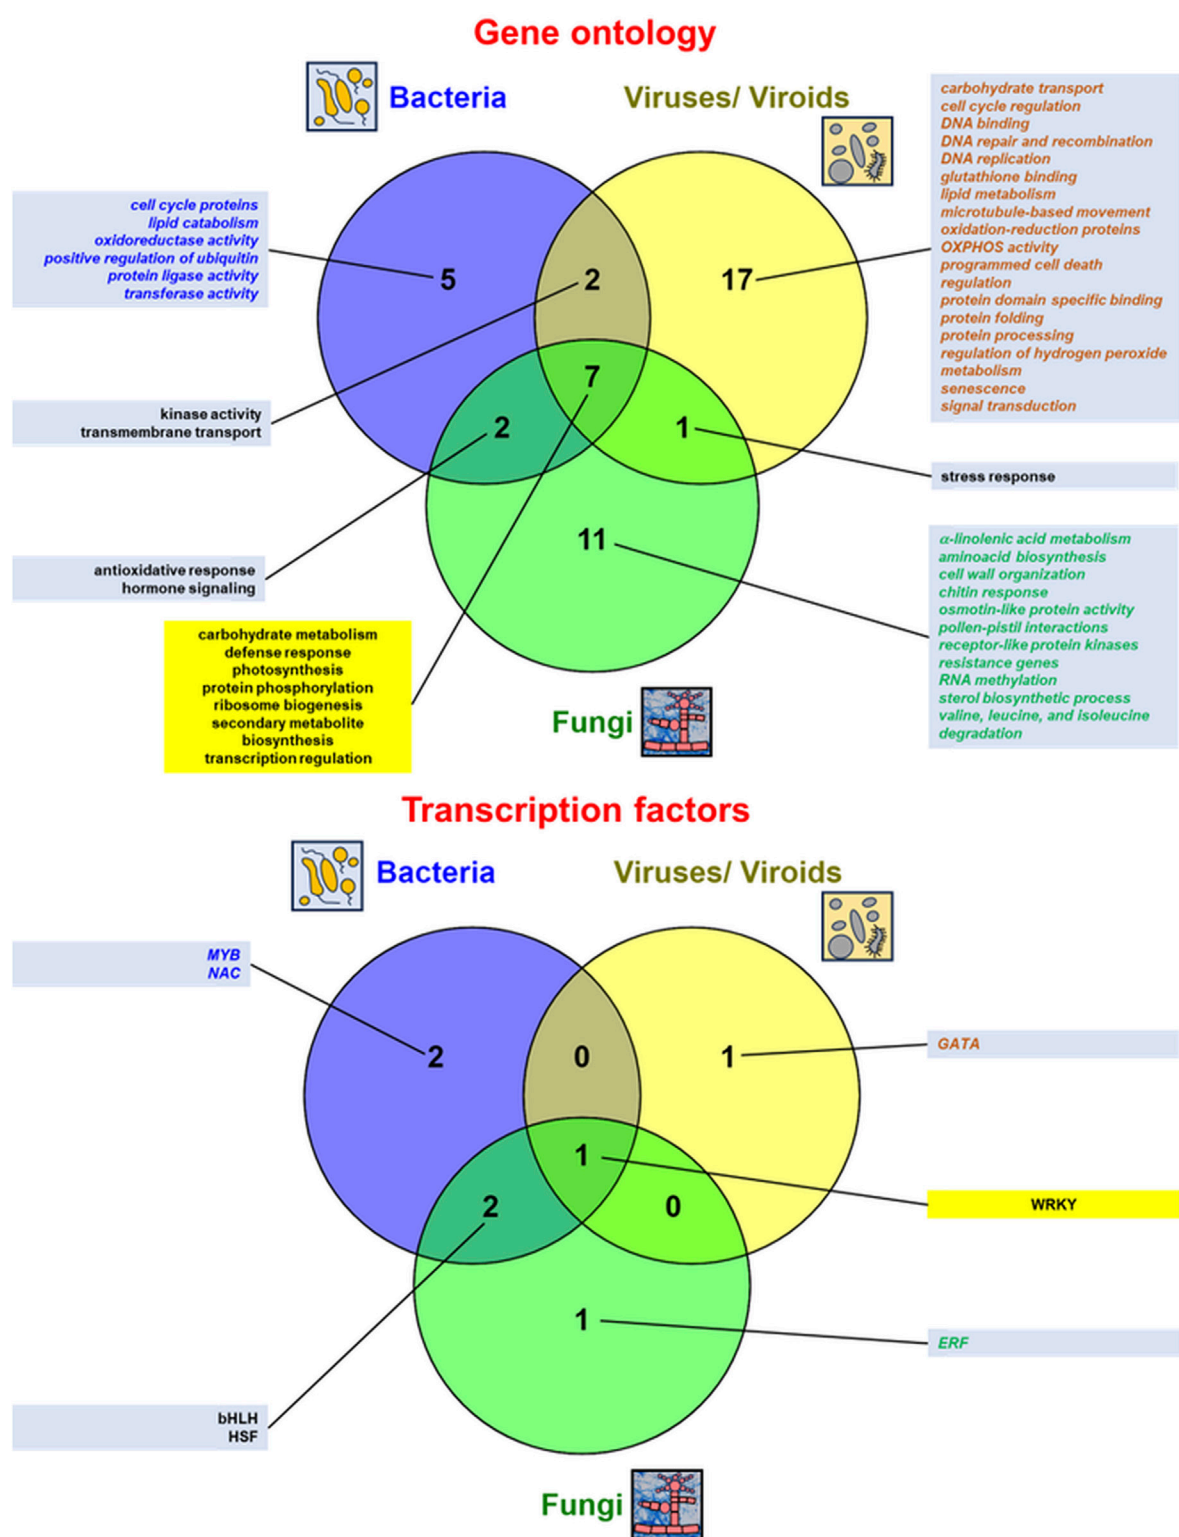 Gene ontology
Bacteria
Viruses/ Viroids
carbohydrate transport
cell cycle regulation
DNA binding
DNA repair and recombination
DNA replication
glutathione binding
lipid metabolism
microtubule-based movement
oxidation-reduction proteins
OXPHOS activity
programmed cell death
regulation
protein domain specific binding
protein folding
protein processing
regulation of hydrogen peroxide
metabolism
senescence
signal transduction
cell cycle proteins
lipid catabolism
oxidoreductase activity
positive regulation of ubiquitin
protein ligase activity
transferase activity
5
2
17
7
2
1
kinase activity
transmembrane transport
stress response
11
α-linolenic acid metabolism
aminoacid biosynthesis
cell wall organization
chitin response
osmotin-like protein activity
pollen-pistil interactions
receptor-like protein kinases
resistance genes
RNA methylation
sterol biosynthetic process
valine, leucine, and isoleucine
degradation
antioxidative response
hormone signaling
carbohydrate metabolism
defense response
photosynthesis
protein phosphorylation
ribosome biogenesis
secondary metabolite
biosynthesis
transcription regulation
Fungi
Transcription factors
Bacteria
Viruses/ Viroids
MYB
NAC
2
0
1
GATA
1
2
0
WRKY
1
ERF
bHLH
HSF
Fungi